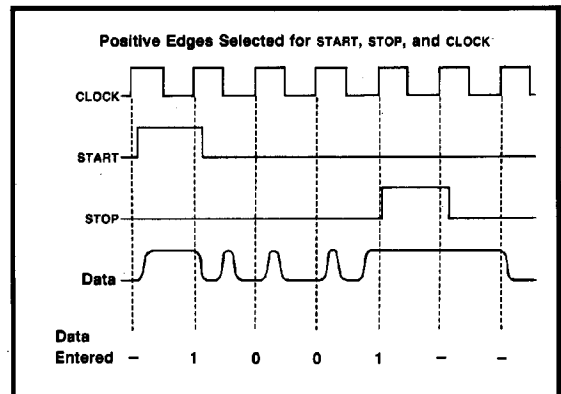 Positive Edges Selected for START, STOP, and CLOCK
CLOCK
START
STOP
Data
Data
Entered – 1 0 0 1 – –